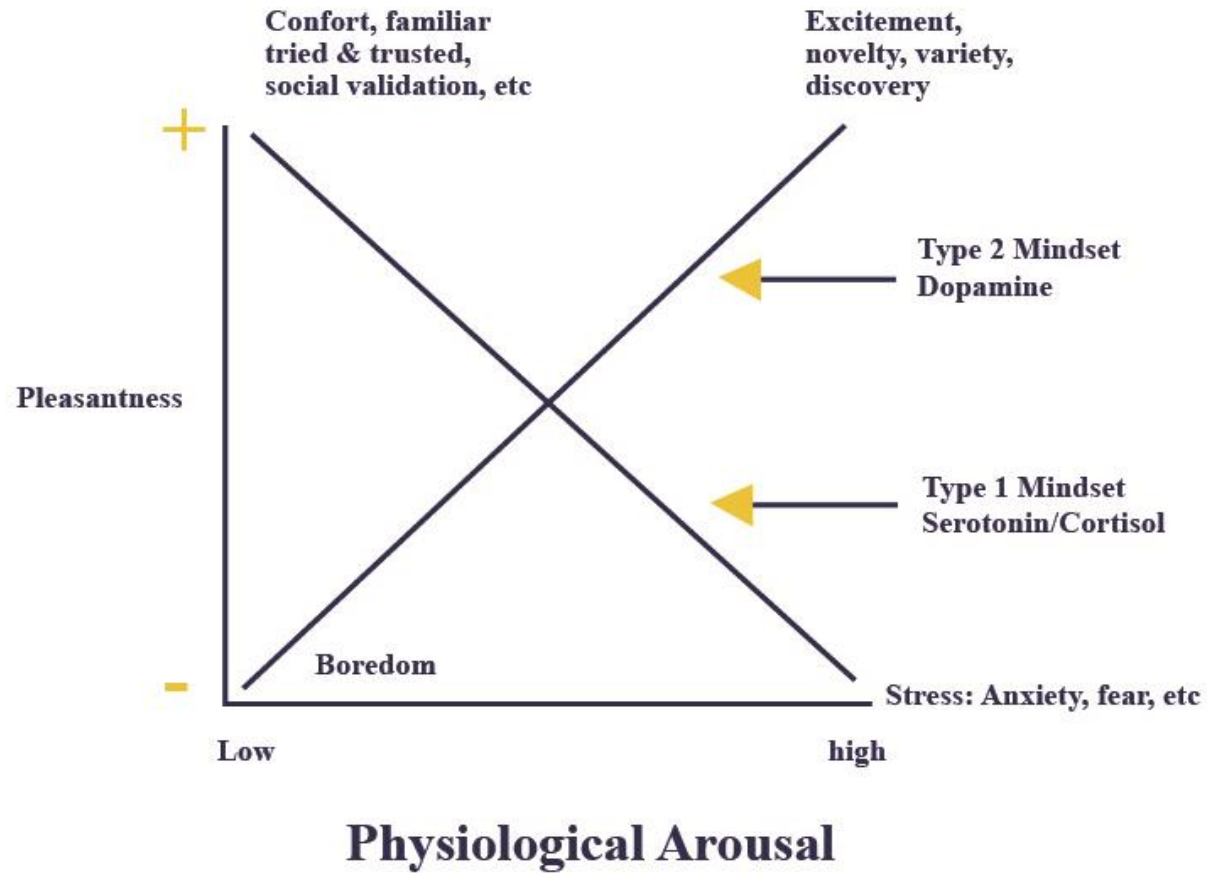 Confort, familiar
tried & trusted,
social validation, etc
Excitement,
novelty, variety,
discovery
+
Type 2 Mindset
Dopamine
Pleasantness
Type 1 Mindset
Serotonin/Cortisol
Boredom
-
Stress: Anxiety, fear, etc
Low
high
Physiological Arousal